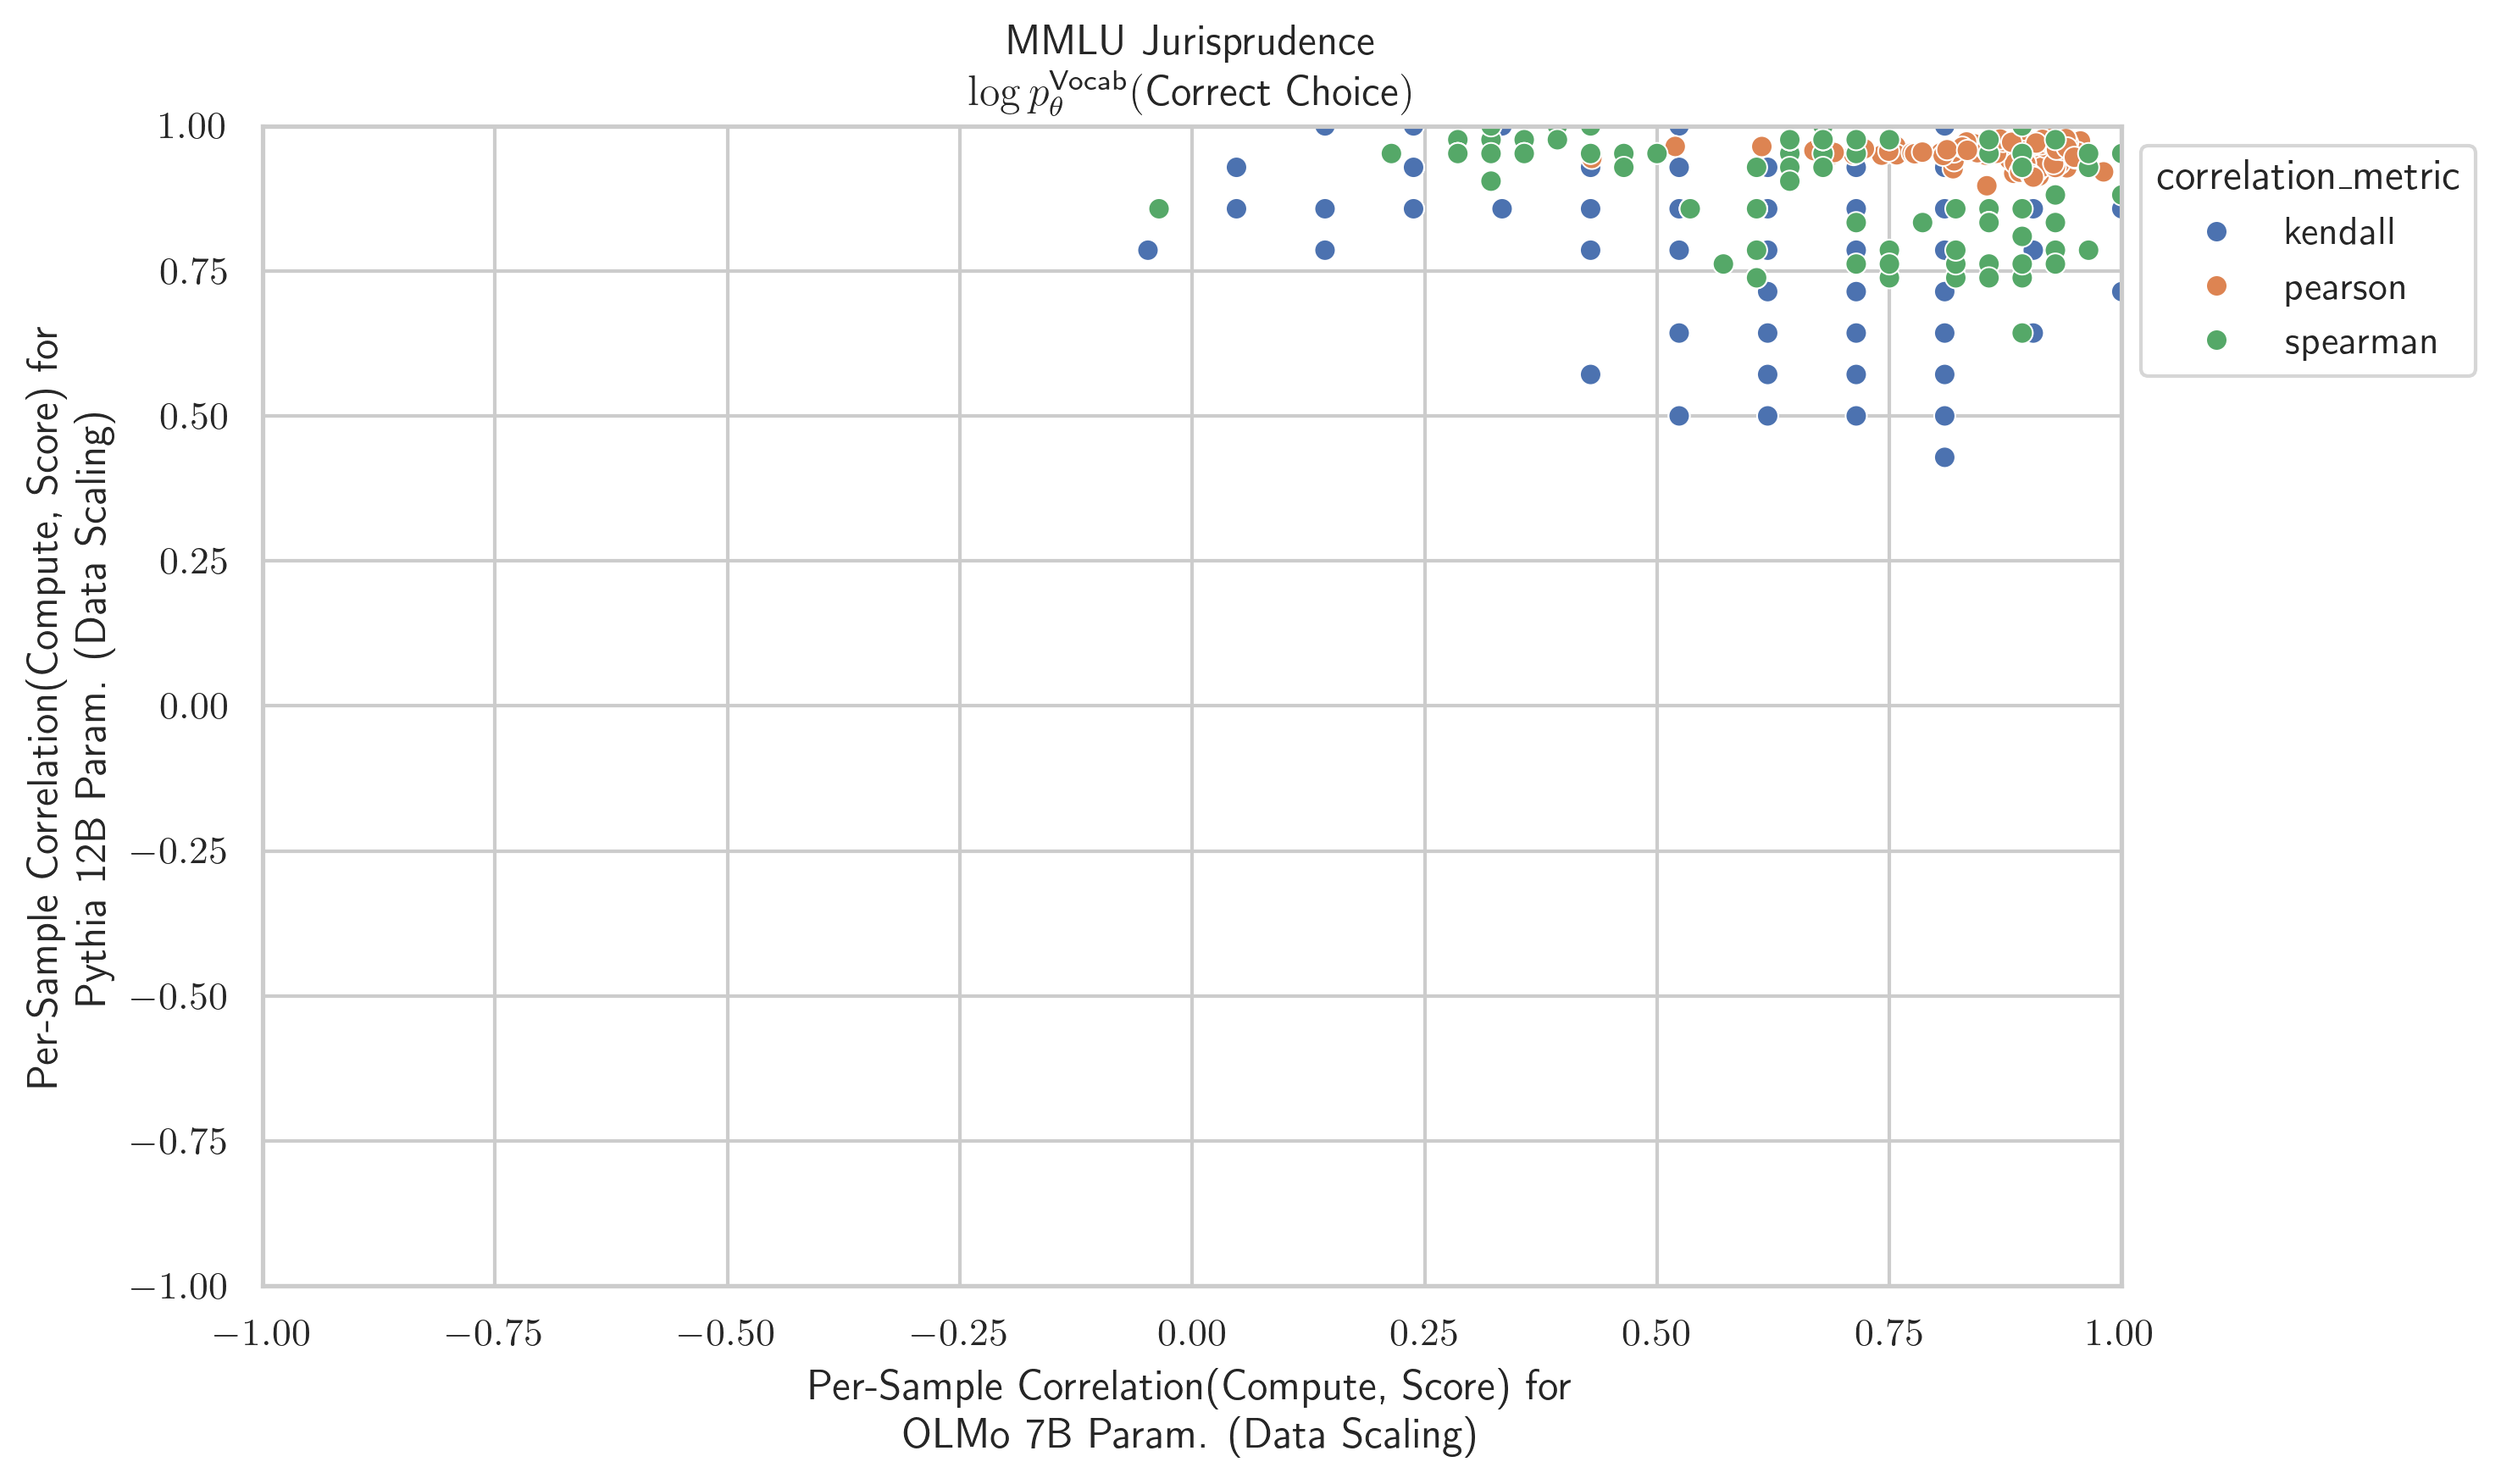 MMLU Jurisprudence
log p_θ^Vocab(Correct Choice)
1.00
0.75
0.50
0.25
0.00
−0.25
−0.50
−0.75
−1.00
Per-Sample Correlation(Compute, Score) for
Pythia 12B Param. (Data Scaling)
−1.00 −0.75 −0.50 −0.25 0.00 0.25 0.50 0.75 1.00
Per-Sample Correlation(Compute, Score) for
OLMo 7B Param. (Data Scaling)
correlation_metric
kendall
pearson
spearman